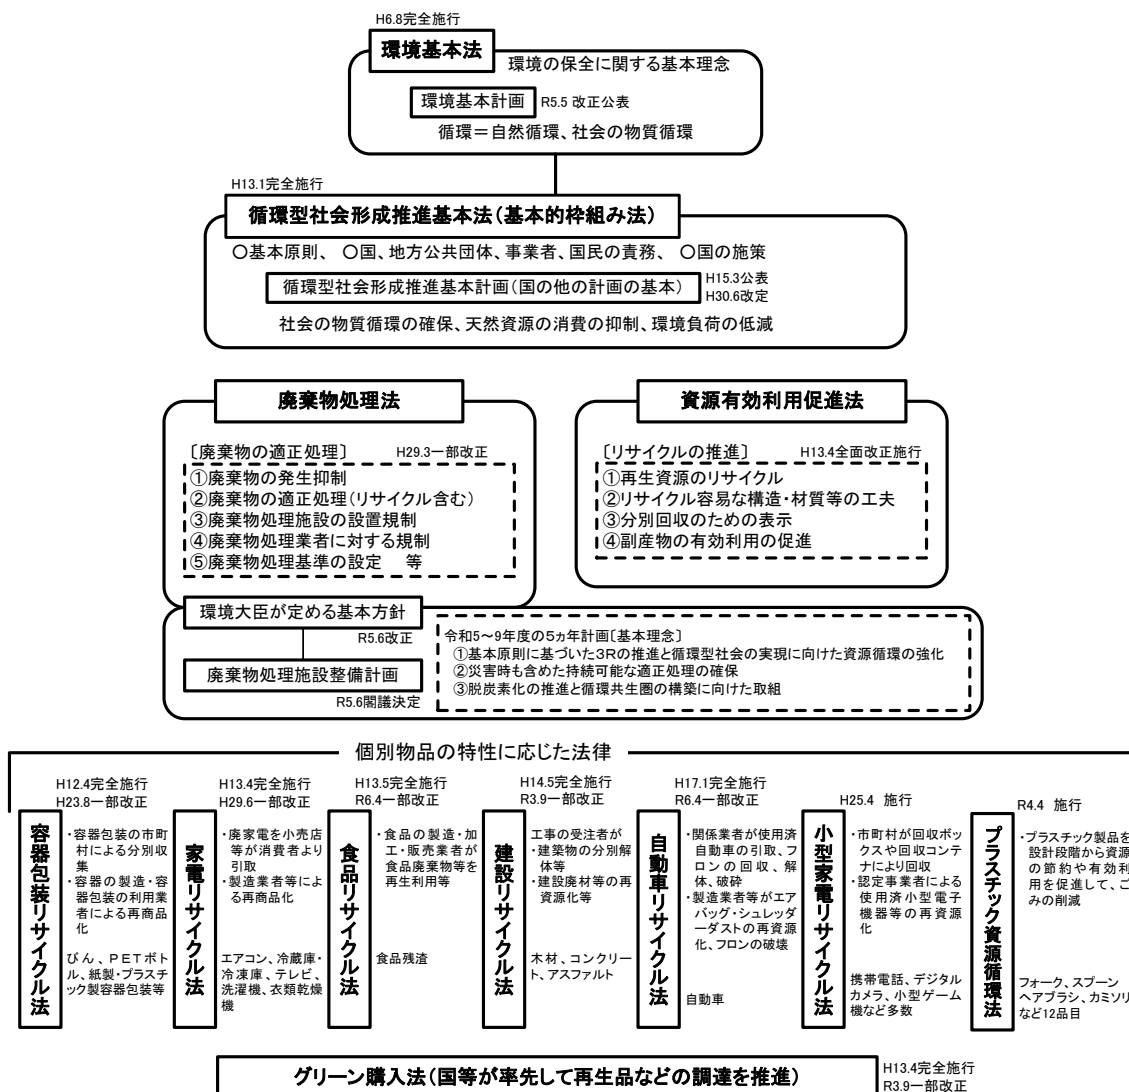 H6.8完全施行
環境基本法
環境の保全に関する基本理念
環境基本計画
R5.5 改正公表
循環＝自然循環、社会の物質循環
H13.1完全施行
循環型社会形成推進基本法（基本的枠組み法）
〇基本原則、 〇国、地方公共団体、事業者、国民の責務、 〇国の施策
循環型社会形成推進基本計画（国の他の計画の基本）
H15.3公表
H30.6改定
社会の物質循環の確保、天然資源の消費の抑制、環境負荷の低減
廃棄物処理法
〔廃棄物の適正処理〕
H29.3一部改正
①廃棄物の発生抑制
②廃棄物の適正処理（リサイクル含む）
③廃棄物処理施設の設置規制
④廃棄物処理業者に対する規制
⑤廃棄物処理基準の設定 等
資源有効利用促進法
〔リサイクルの推進〕
H13.4全面改正施行
①再生資源のリサイクル
②リサイクル容易な構造・材質等の工夫
③分別回収のための表示
④副産物の有効利用の促進
環境大臣が定める基本方針
R5.6改正
廃棄物処理施設整備計画
R5.6閣議決定
令和5～9年度の5ヵ年計画〔基本理念〕
①基本原則に基づいた3Rの推進と循環型社会の実現に向けた資源循環の強化
②災害時も含めた持続可能な適正処理の確保
③脱炭素化の推進と循環共生圏の構築に向けた取組
個別物品の特性に応じた法律
H12.4完全施行
H23.8一部改正
容器包装リサイクル法
・容器包装の市町
村による分別収
集
・容器の製造・容
器包装の利用業
者による再商品
化
びん、PETボト
ル、紙製・プラスチ
ック製容器包装等
H13.4完全施行
H29.6一部改正
家電リサイクル法
・廃家電を小売店
等が消費者より
引取
・製造業者等によ
る再商品化
エアコン、冷蔵庫・
冷凍庫、テレビ、
洗濯機、衣類乾燥
機
H13.5完全施行
R6.4一部改正
食品リサイクル法
・食品の製造・加
工・販売業者が
食品廃棄物等を
再生利用等
食品残渣
H14.5完全施行
R3.9一部改正
建設リサイクル法
工事の受注者が
・建築物の分別解
体等
・建設廃材等の再
資源化等
木材、コンクリー
ト、アスファルト
H17.1完全施行
R6.4一部改正
自動車リサイクル法
・関係業者が使用済
自動車の引取、フ
ロンの回収、解
体、破砕
・製造業者等がエア
バッグ・シュレッダ
ーダストの再資源
化、フロンの破壊
自動車
H25.4 施行
小型家電リサイクル法
・市町村が回収ボッ
クスや回収コンテ
ナにより回収
・認定事業者による
使用済小型電子
機器等の再資源
化
携帯電話、デジタル
カメラ、小型ゲーム
機など多数
R4.4 施行
プラスチック資源循環法
・プラスチック製品を
設計段階から資源
の節約や有効利
用を促進して、ご
みの削減
フォーク、スプーン
ヘアブラシ、カミソリ
など12品目
グリーン購入法（国等が率先して再生品などの調達を推進）
H13.4完全施行
R3.9一部改正